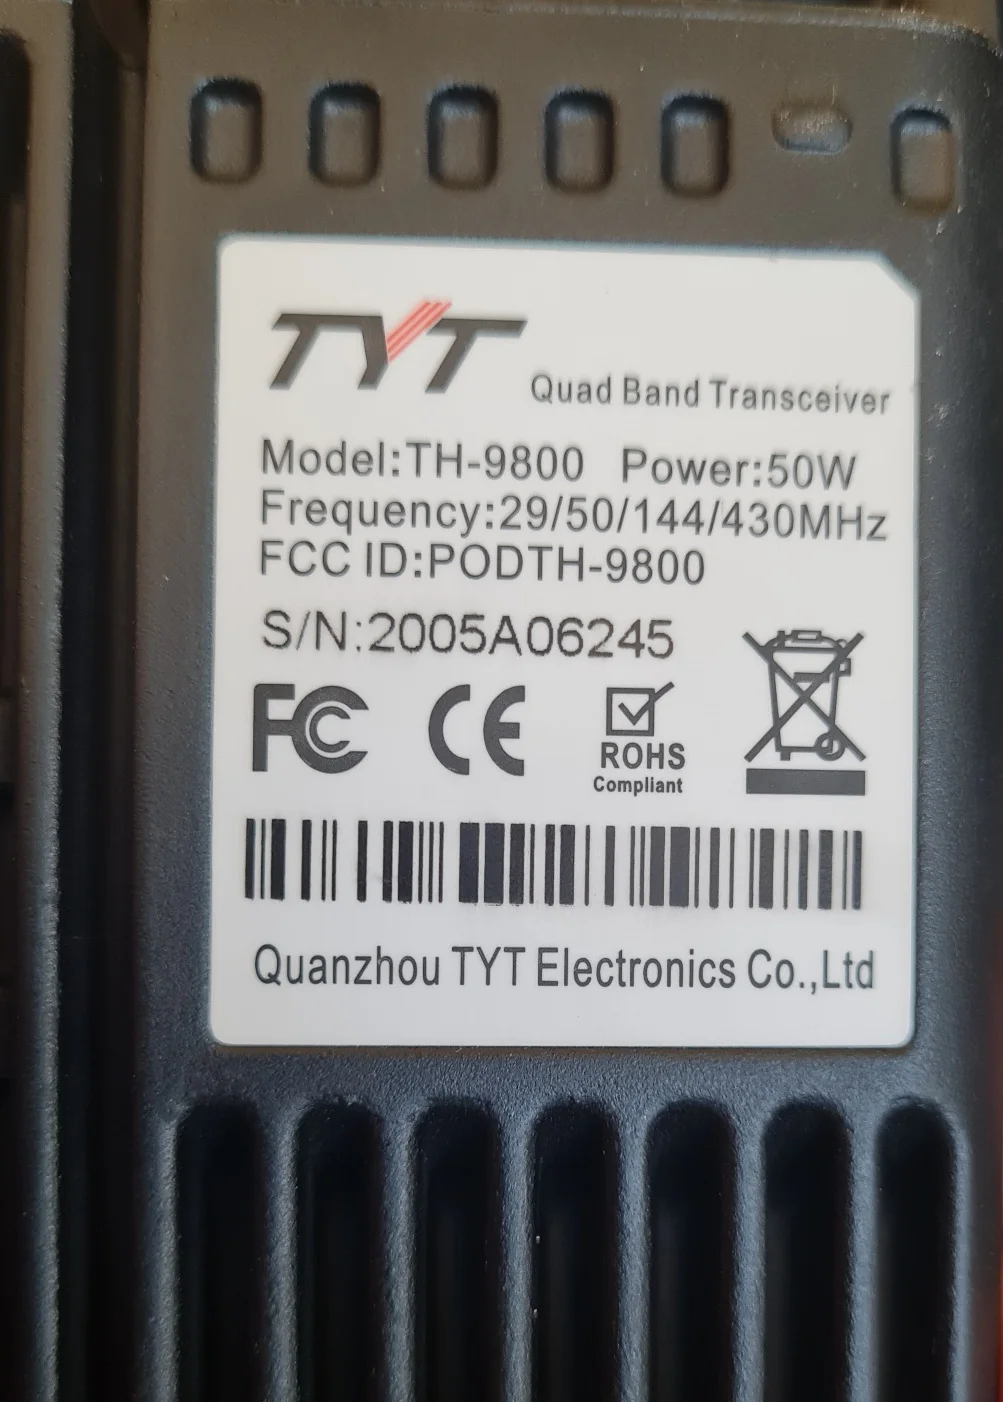 TYT Quad Band Transceiver
Model:TH-9800 Power:50W
Frequency:29/50/144/430MHz
FCC ID:PODTH-9800
S/N:2005A06245
FC CE ROHS
Compliant
Quanzhou TYT Electronics Co.,Ltd